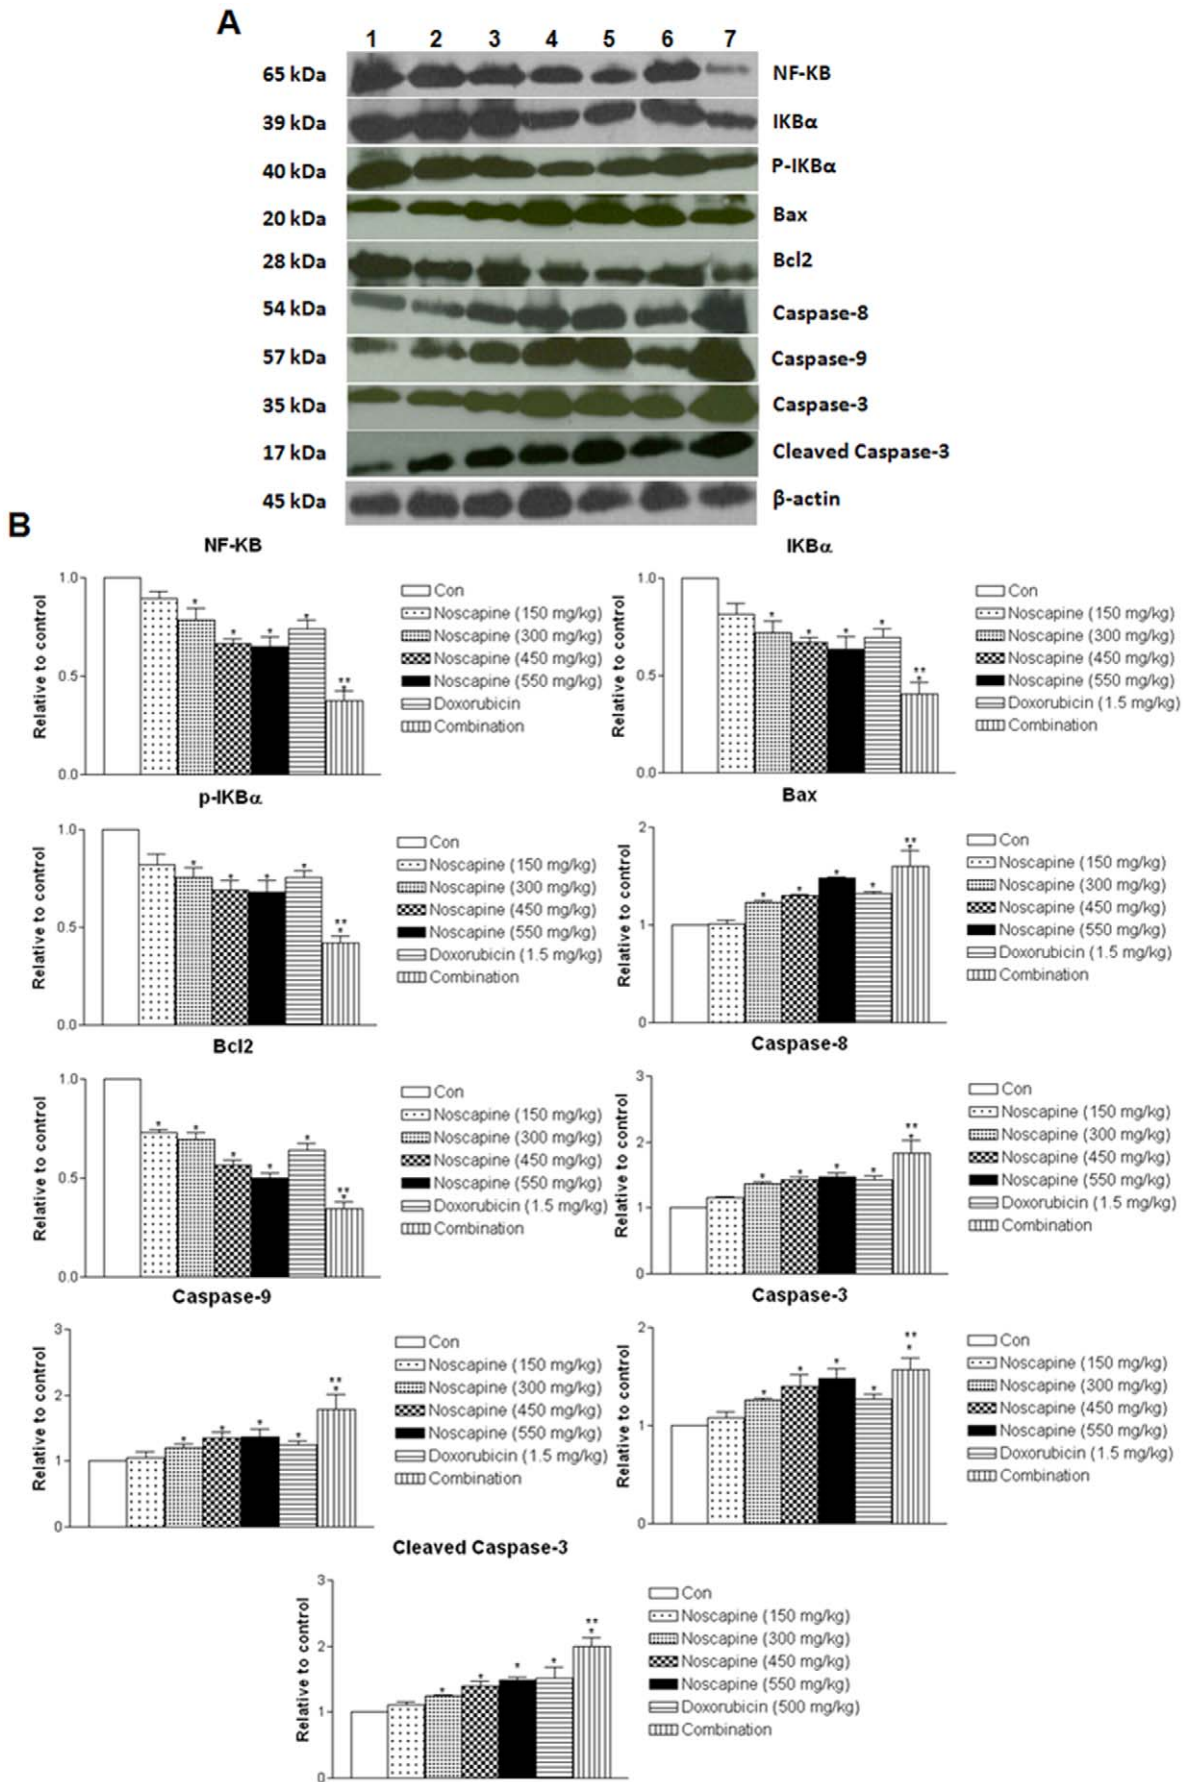 A
1 2 3 4 5 6 7
65 kDa NF-KB
39 kDa IKBα
40 kDa P-IKBα
20 kDa Bax
28 kDa Bcl2
54 kDa Caspase-8
57 kDa Caspase-9
35 kDa Caspase-3
17 kDa Cleaved Caspase-3
45 kDa β-actin
B
NF-KB
Relative to control
1.0
0.5
0.0
* * * * ** *
Con
Noscapine (150 mg/kg)
Noscapine (300 mg/kg)
Noscapine (450 mg/kg)
Noscapine (550 mg/kg)
Doxorubicin
Combination
IKBα
Relative to control
1.0
0.5
0.0
* * * * ** *
Con
Noscapine (150 mg/kg)
Noscapine (300 mg/kg)
Noscapine (450 mg/kg)
Noscapine (550 mg/kg)
Doxorubicin (1.5 mg/kg)
Combination
p-IKBα
Relative to control
1.0
0.5
0.0
* * * * ** *
Con
Noscapine (150 mg/kg)
Noscapine (300 mg/kg)
Noscapine (450 mg/kg)
Noscapine (550 mg/kg)
Doxorubicin (1.5 mg/kg)
Combination
Bax
Relative to control
2
1
0
* * * * ** *
Con
Noscapine (150 mg/kg)
Noscapine (300 mg/kg)
Noscapine (450 mg/kg)
Noscapine (550 mg/kg)
Doxorubicin (1.5 mg/kg)
Combination
Bcl2
Relative to control
1.0
0.5
0.0
* * * * * ** *
Con
Noscapine (150 mg/kg)
Noscapine (300 mg/kg)
Noscapine (450 mg/kg)
Noscapine (550 mg/kg)
Doxorubicin (1.5 mg/kg)
Combination
Caspase-8
Relative to control
3
2
1
0
* * * * ** *
Con
Noscapine (150 mg/kg)
Noscapine (300 mg/kg)
Noscapine (450 mg/kg)
Noscapine (550 mg/kg)
Doxorubicin (1.5 mg/kg)
Combination
Caspase-9
Relative to control
3
2
1
0
* * * * ** *
Con
Noscapine (150 mg/kg)
Noscapine (300 mg/kg)
Noscapine (450 mg/kg)
Noscapine (550 mg/kg)
Doxorubicin (1.5 mg/kg)
Combination
Caspase-3
Relative to control
2
1
0
* * * * ** *
Con
Noscapine (150 mg/kg)
Noscapine (300 mg/kg)
Noscapine (450 mg/kg)
Noscapine (550 mg/kg)
Doxorubicin (1.5 mg/kg)
Combination
Cleaved Caspase-3
Relative to control
3
2
1
0
* * * * ** *
Con
Noscapine (150 mg/kg)
Noscapine (300 mg/kg)
Noscapine (450 mg/kg)
Noscapine (550 mg/kg)
Doxorubicin (500 mg/kg)
Combination